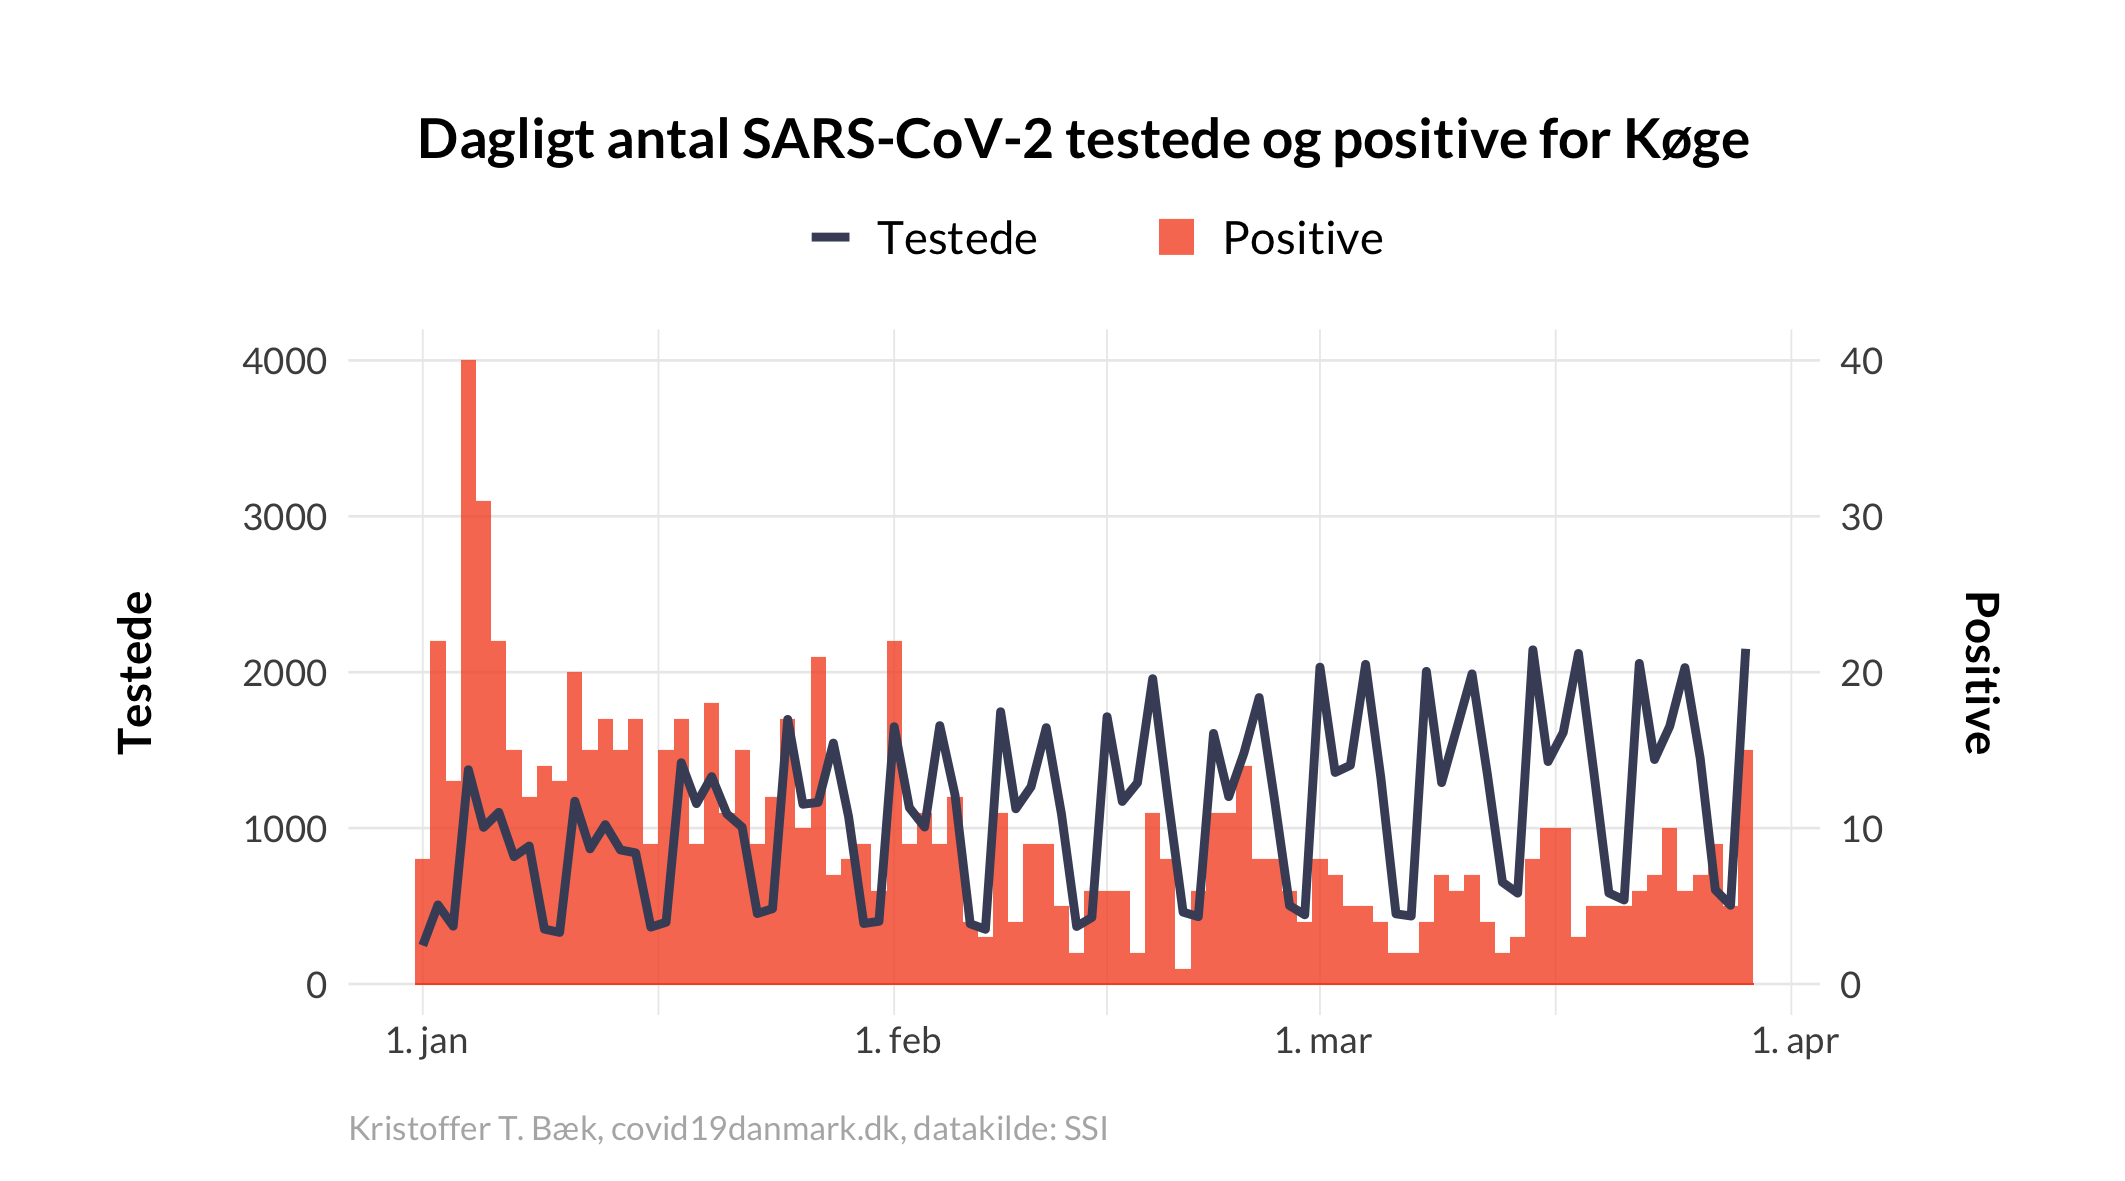 Dagligt antal SARS-CoV-2 testede og positive for Køge
Testede
Positive
4000
3000
2000
1000
0
Testede
40
30
20
10
0
Positive
1. jan
1. feb
1. mar
1. apr
Kristoffer T. Bæk, covid19danmark.dk, datakilde: SSI